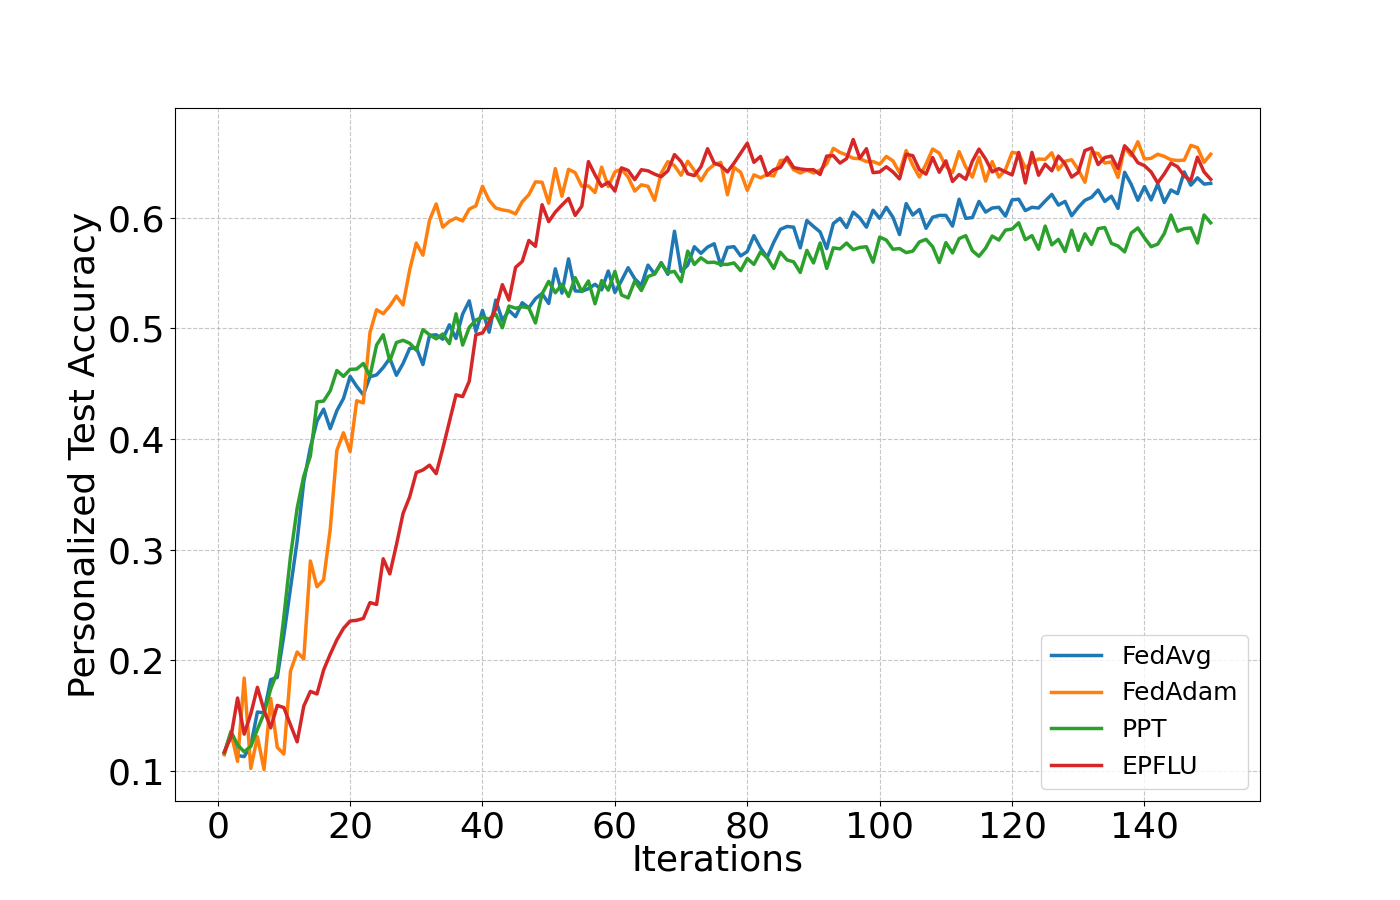 Personalized Test Accuracy
0.6
0.5
0.4
0.3
0.2
0.1
FedAvg
FedAdam
PPT
EPFLU
0 20 40 60 80 100 120 140
Iterations